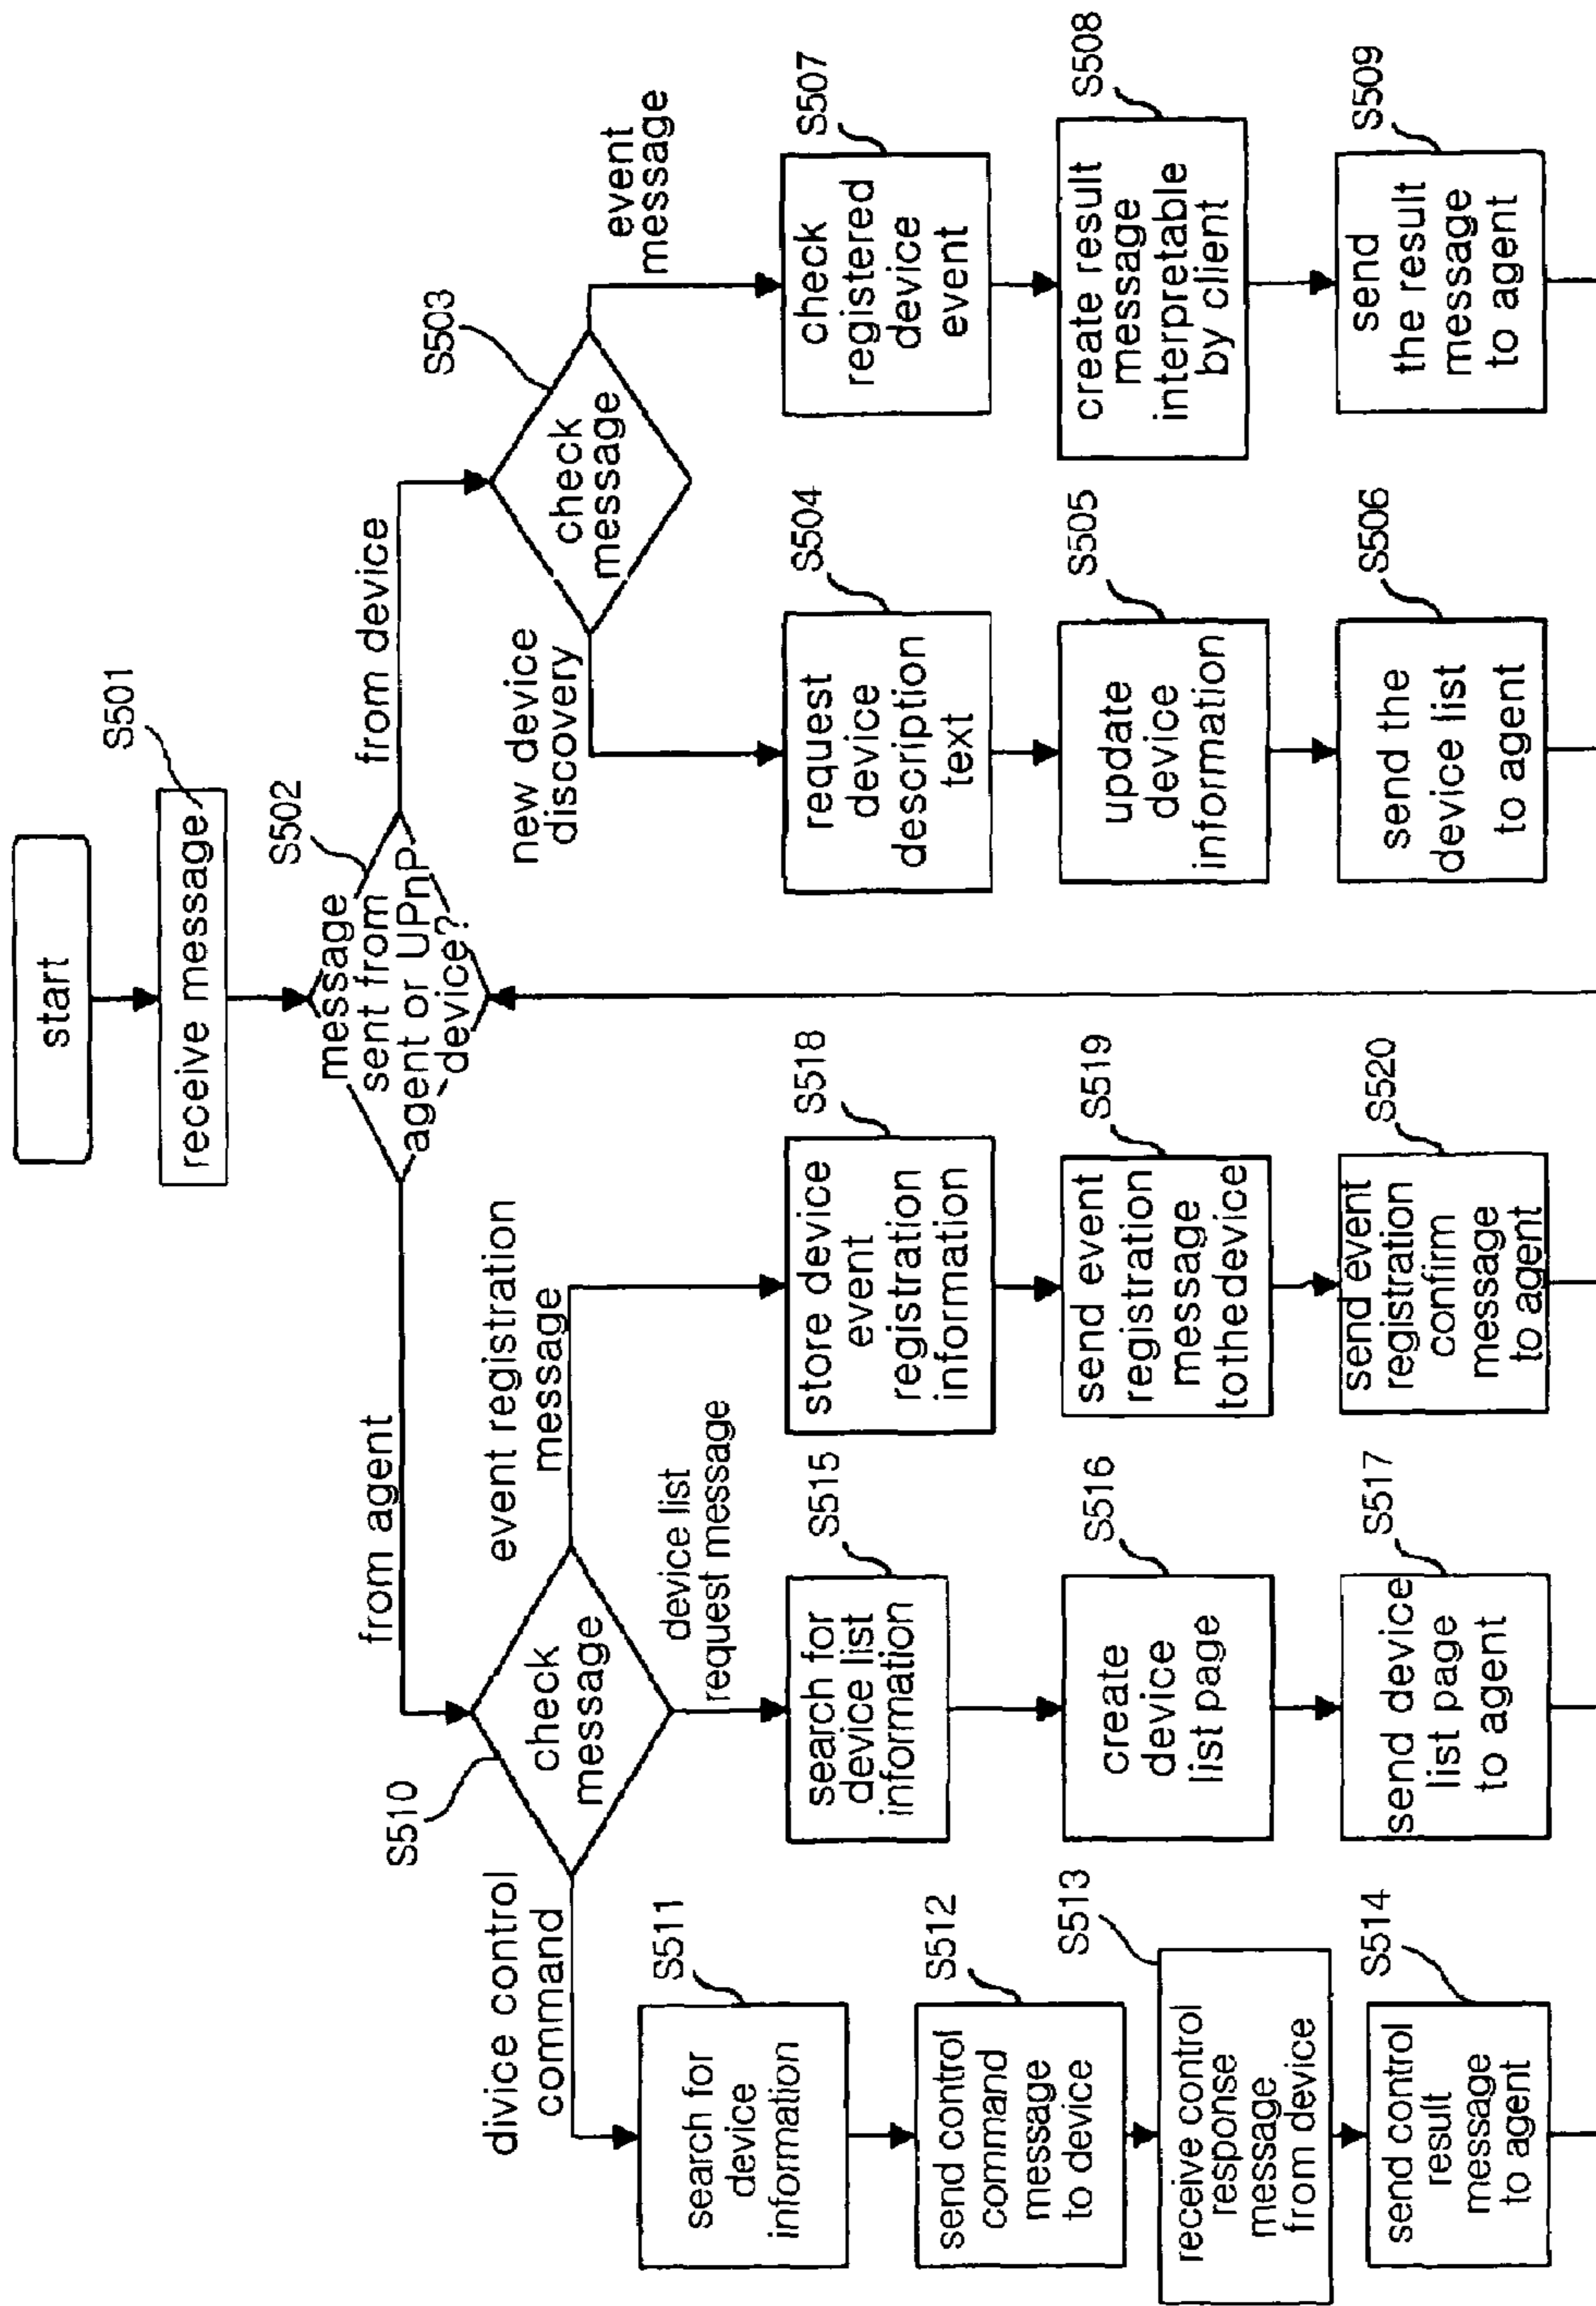 start
S501
receive message
S502
message
sent from
agent or UPnP
device?
from agent
from device
S510
check
message
S503
check
message
divice control
command
device list
request message
event registration
message
new device
discovery
event
message
S511
search for
device
information
S512
send control
command
message
to device
S513
receive control
response
message
from device
S514
send control
result
message
to agent
S515
search for
device list
information
S516
create
device
list page
S517
send device
list page
to agent
S518
store device
event
registration
information
S519
send event
registration
message
tothedevice
S520
send event
registration
confirm
message
to agent
S504
request
device
description
text
S505
update
device
information
S506
send the
device list
to agent
S507
check
registered
device
event
S508
create result
message
interpretable
by client
S509
send
the result
message
to agent